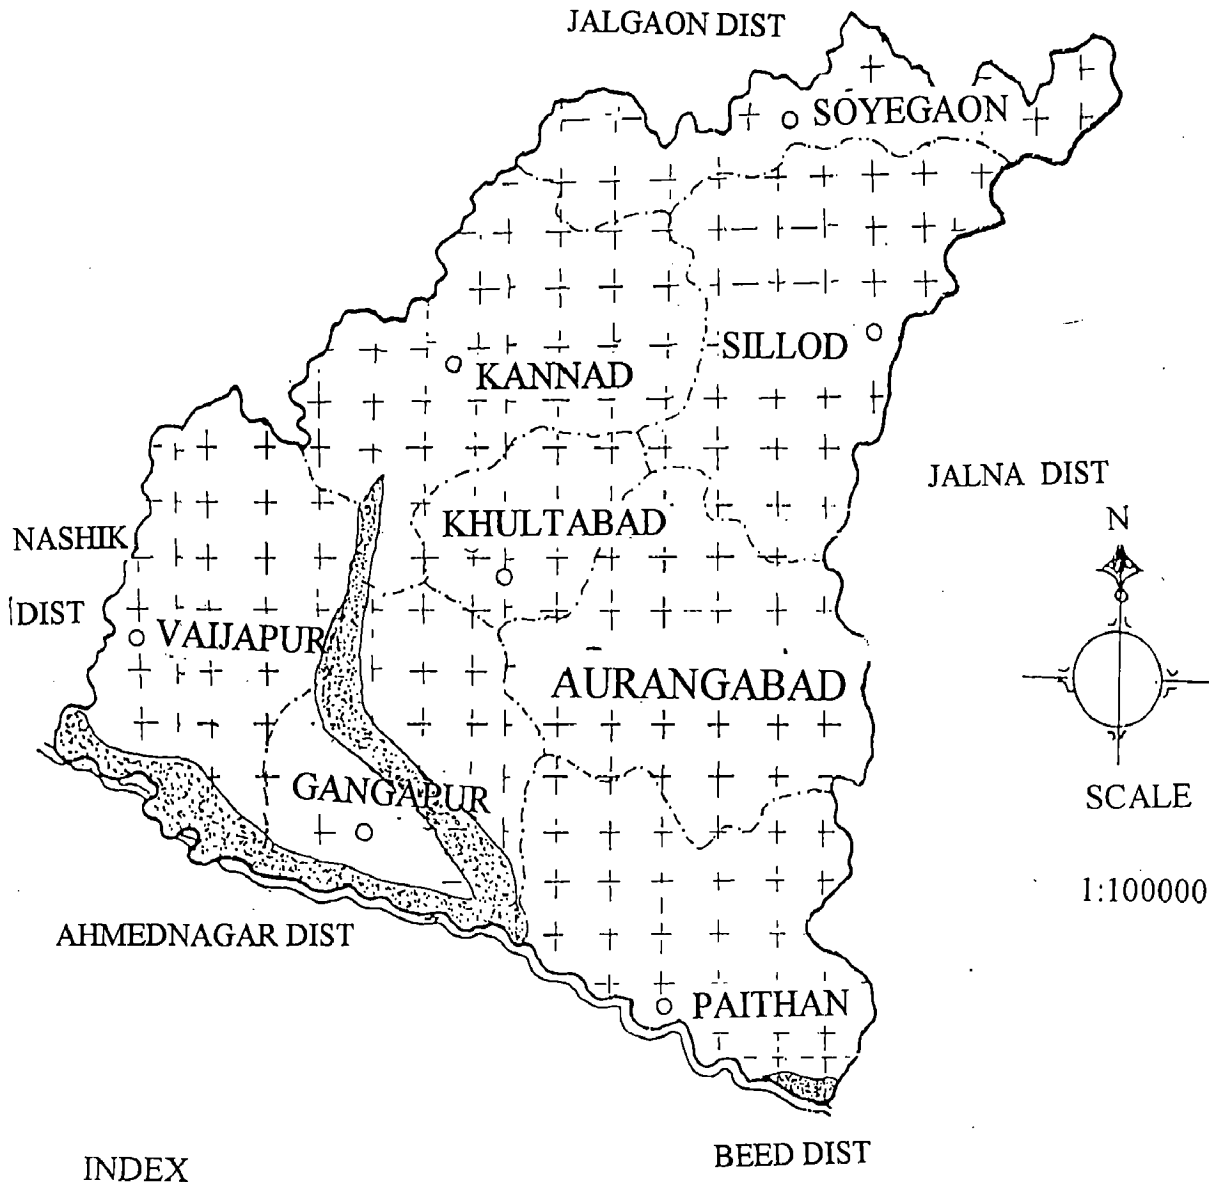 JALGAON DIST
SOYEGAON
SILLOD
KANNAD
JALNA DIST
KHULTABAD
N
NASHIK
DIST
VAIJAPUR
AURANGABAD
GANGAPUR
SCALE
1:100000
AHMEDNAGAR DIST
PAITHAN
BEED DIST
INDEX